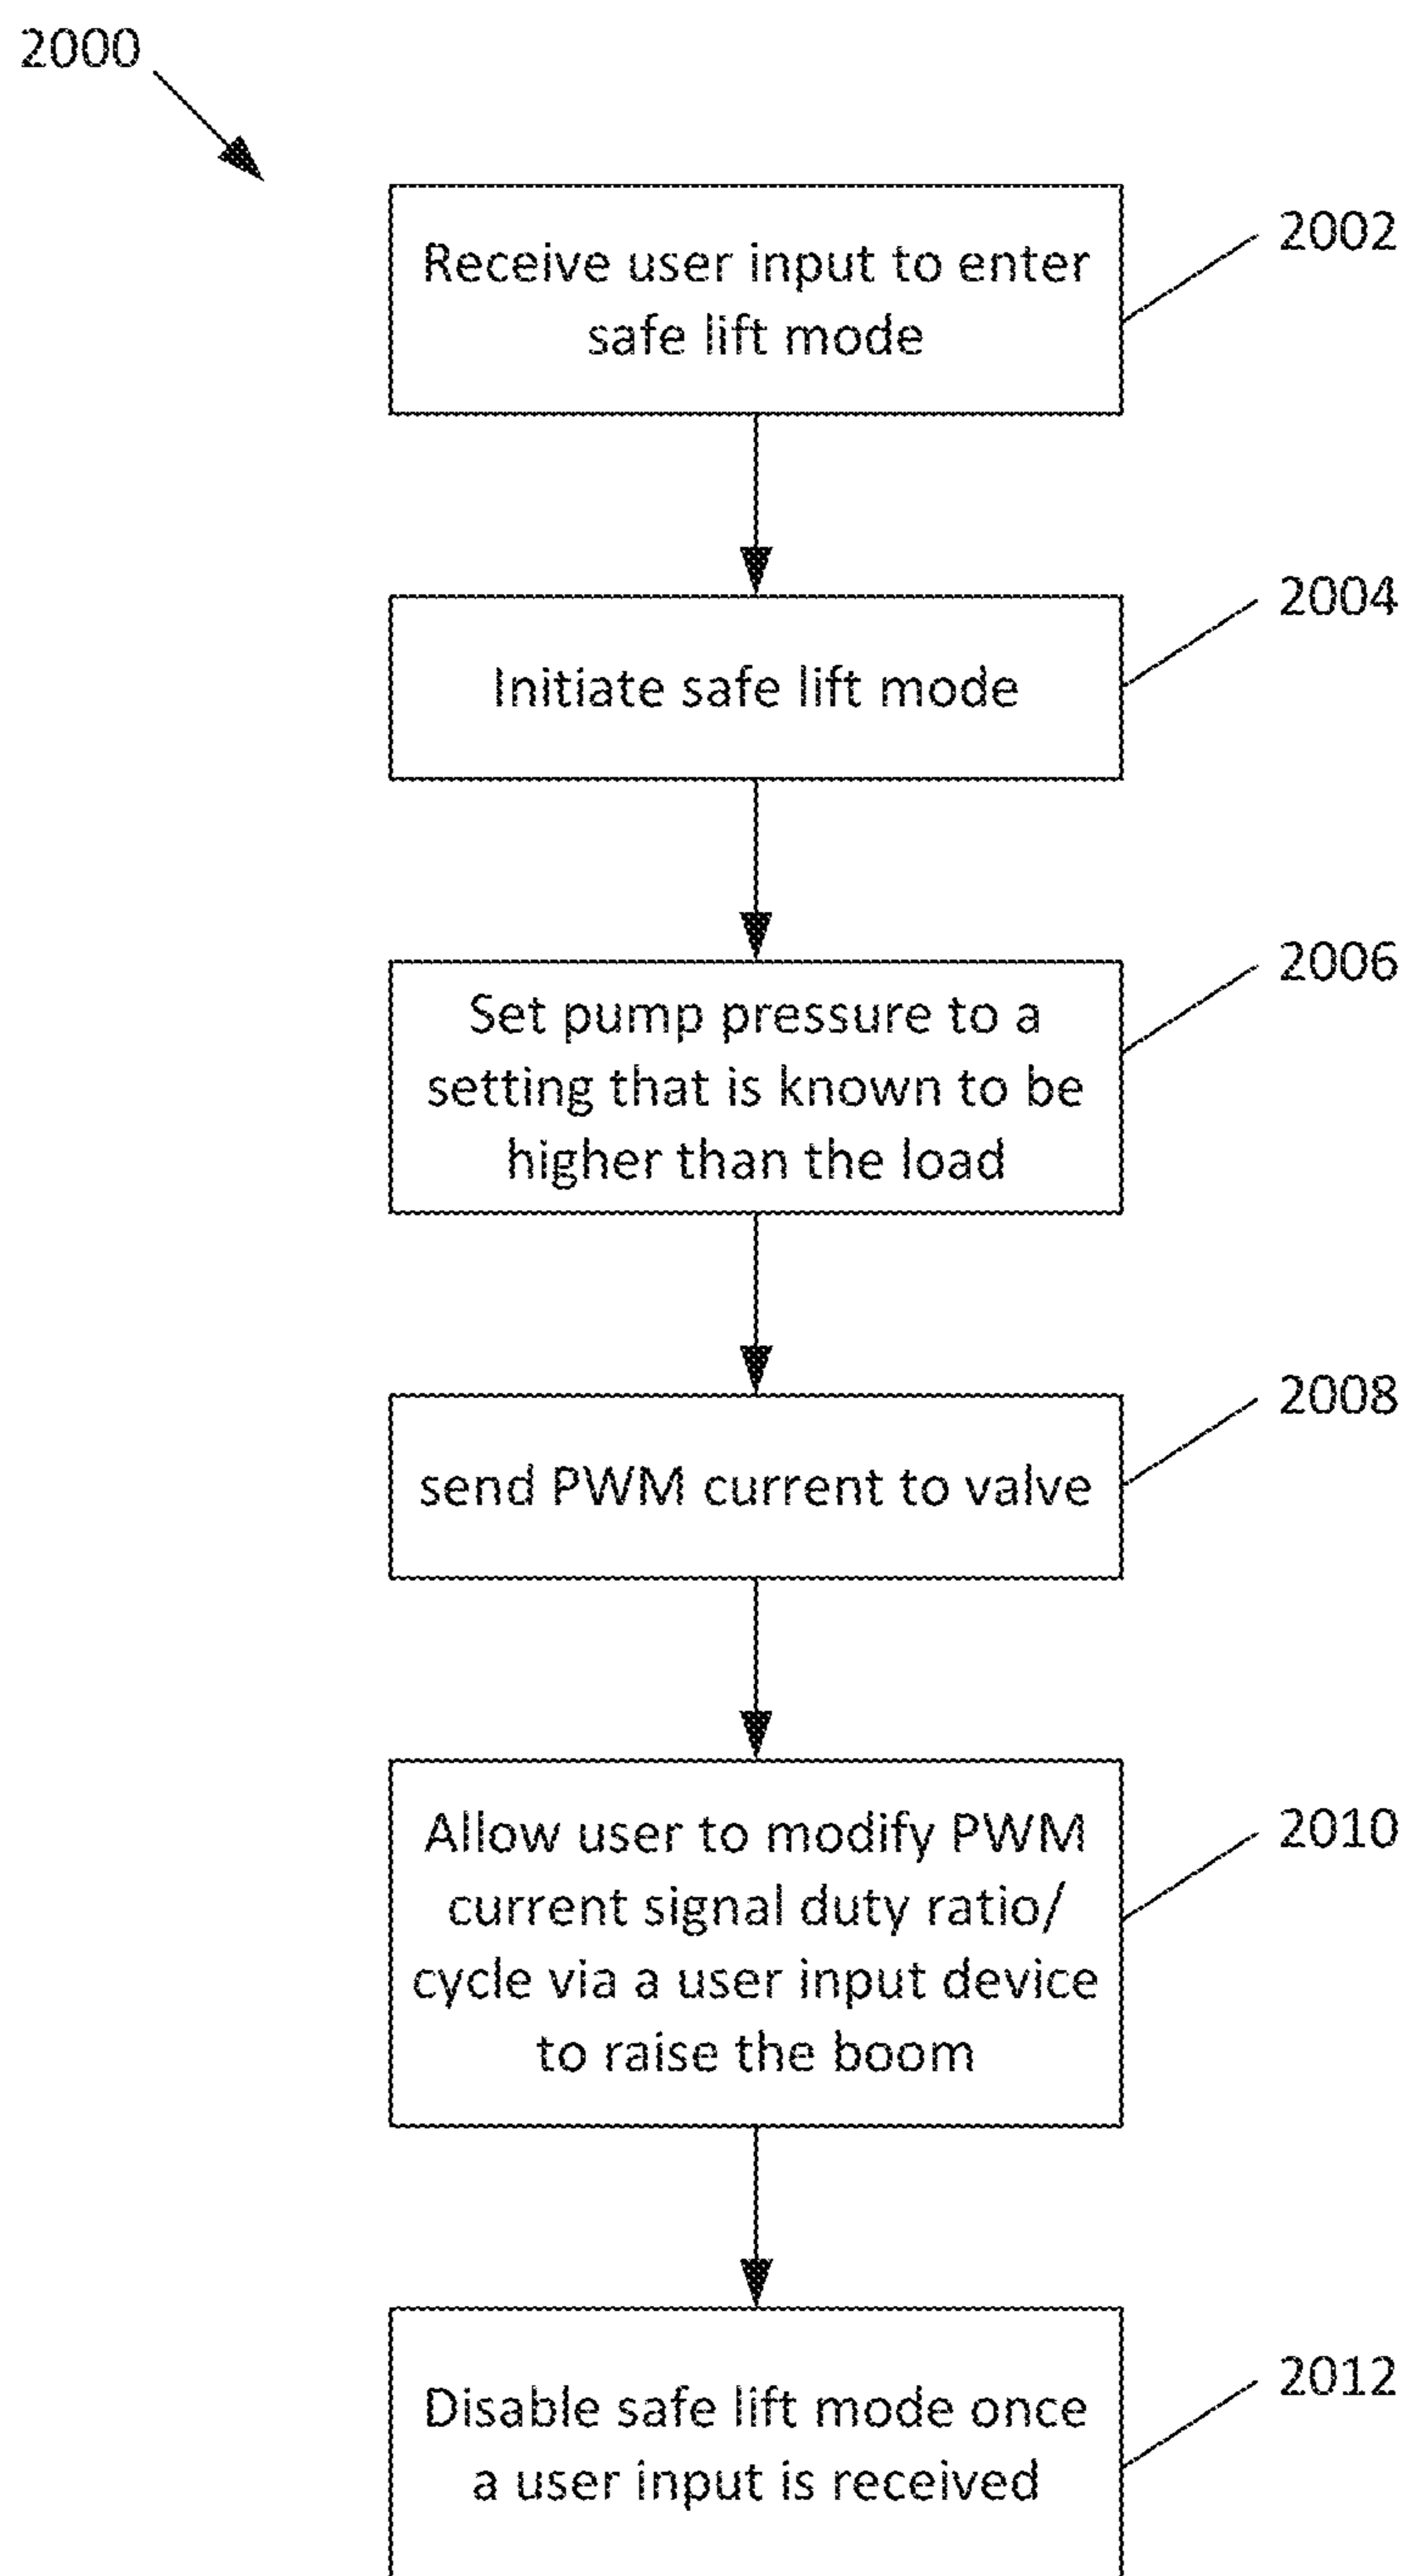 2000
Receive user input to enter
safe lift mode
2002
Initiate safe lift mode
2004
Set pump pressure to a
setting that is known to be
higher than the load
2006
send PWM current to valve
2008
Allow user to modify PWM
current signal duty ratio/
cycle via a user input device
to raise the boom
2010
Disable safe lift mode once
a user input is received
2012